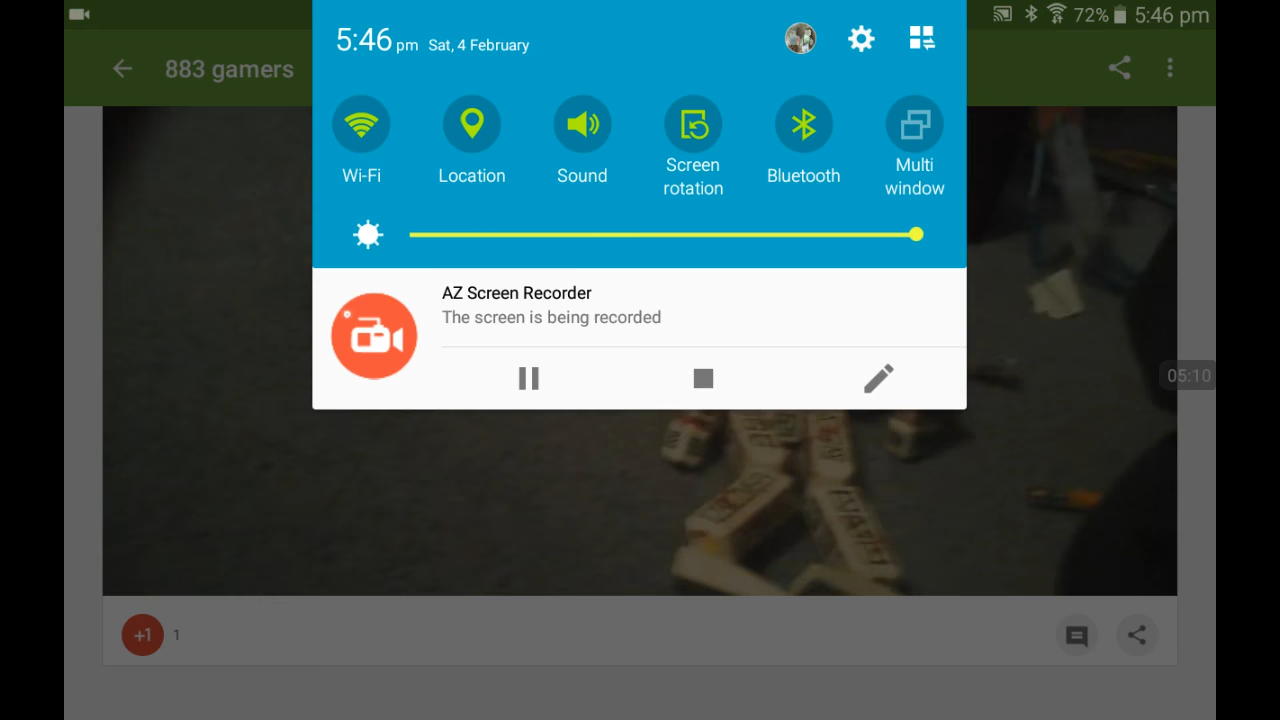 72% 5:46 pm
5:46 pm Sat, 4 February
883 gamers
Wi-Fi
Location
Sound
Screen
rotation
Bluetooth
Multi
window
AZ Screen Recorder
The screen is being recorded
05:10
+1 1